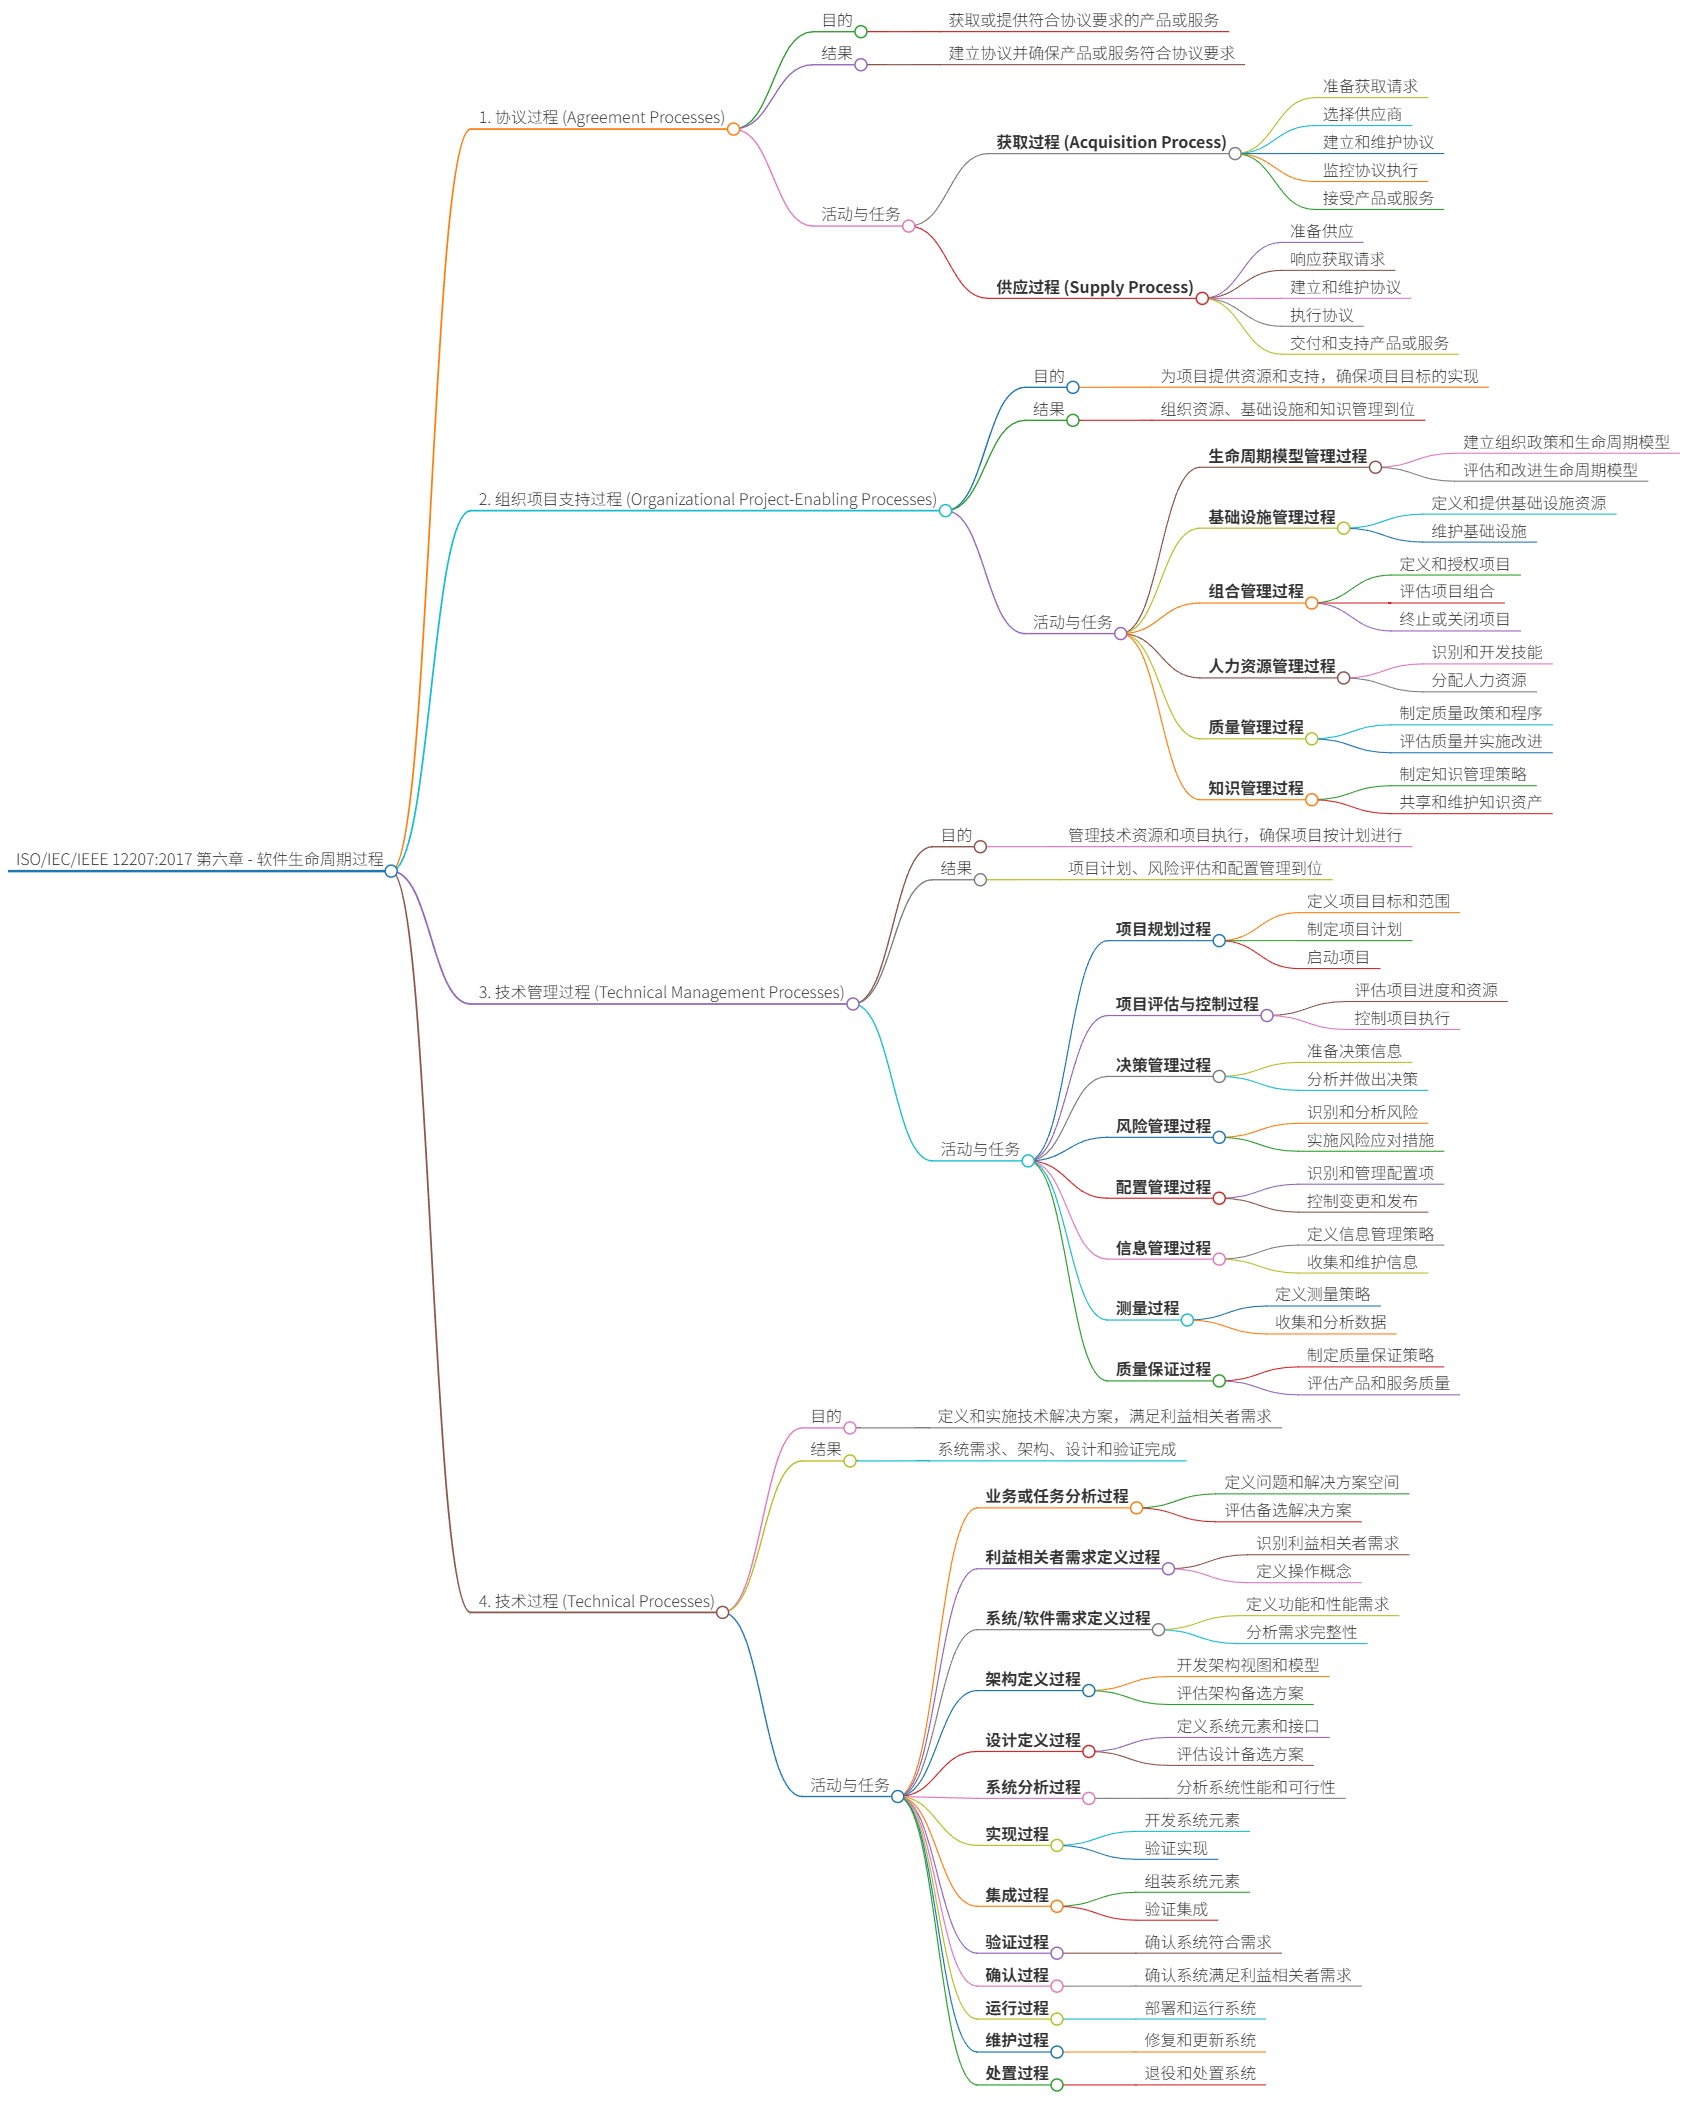 ISO/IEC/IEEE 12207:2017 第六章 - 软件生命周期过程
1. 协议过程 (Agreement Processes)
目的
获取或提供符合协议要求的产品或服务
结果
建立协议并确保产品或服务符合协议要求
活动与任务
获取过程 (Acquisition Process)
准备获取请求
选择供应商
建立和维护协议
监控协议执行
接受产品或服务
供应过程 (Supply Process)
准备供应
响应获取请求
建立和维护协议
执行协议
交付和支持产品或服务
2. 组织项目支持过程 (Organizational Project-Enabling Processes)
目的
为项目提供资源和支持，确保项目目标的实现
结果
组织资源、基础设施和知识管理到位
活动与任务
生命周期模型管理过程
建立组织政策和生命周期模型
评估和改进生命周期模型
基础设施管理过程
定义和提供基础设施资源
维护基础设施
组合管理过程
定义和授权项目
评估项目组合
终止或关闭项目
人力资源管理过程
识别和开发技能
分配人力资源
质量管理过程
制定质量政策和程序
评估质量并实施改进
知识管理过程
制定知识管理策略
共享和维护知识资产
3. 技术管理过程 (Technical Management Processes)
目的
管理技术资源和项目执行，确保项目按计划进行
结果
项目计划、风险评估和配置管理到位
活动与任务
项目规划过程
定义项目目标和范围
制定项目计划
启动项目
项目评估与控制过程
评估项目进度和资源
控制项目执行
决策管理过程
准备决策信息
分析并做出决策
风险管理过程
识别和分析风险
实施风险应对措施
配置管理过程
识别和管理配置项
控制变更和发布
信息管理过程
定义信息管理策略
收集和维护信息
测量过程
定义测量策略
收集和分析数据
质量保证过程
制定质量保证策略
评估产品和服务质量
4. 技术过程 (Technical Processes)
目的
定义和实施技术解决方案，满足利益相关者需求
结果
系统需求、架构、设计和验证完成
活动与任务
业务或任务分析过程
定义问题和解决方案空间
评估备选解决方案
利益相关者需求定义过程
识别利益相关者需求
定义操作概念
系统/软件需求定义过程
定义功能和性能需求
分析需求完整性
架构定义过程
开发架构视图和模型
评估架构备选方案
设计定义过程
定义系统元素和接口
评估设计备选方案
系统分析过程
分析系统性能和可行性
实现过程
开发系统元素
验证实现
集成过程
组装系统元素
验证集成
验证过程
确认系统符合需求
确认过程
确认系统满足利益相关者需求
运行过程
部署和运行系统
维护过程
修复和更新系统
处置过程
退役和处置系统